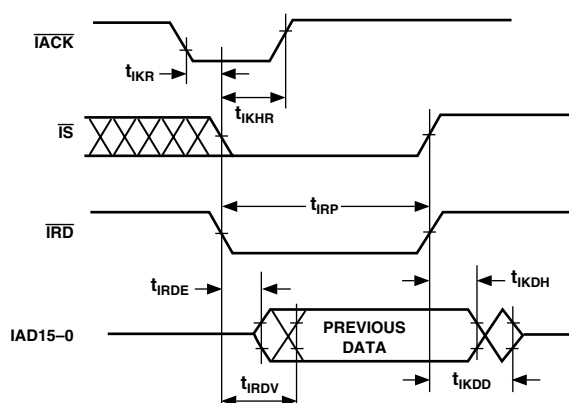 IACK
tIKR
tIKHR
IS
tIRP
IRD
tIRDE
tIKDH
IAD15–0
PREVIOUS
DATA
tIKDD
tIRDV